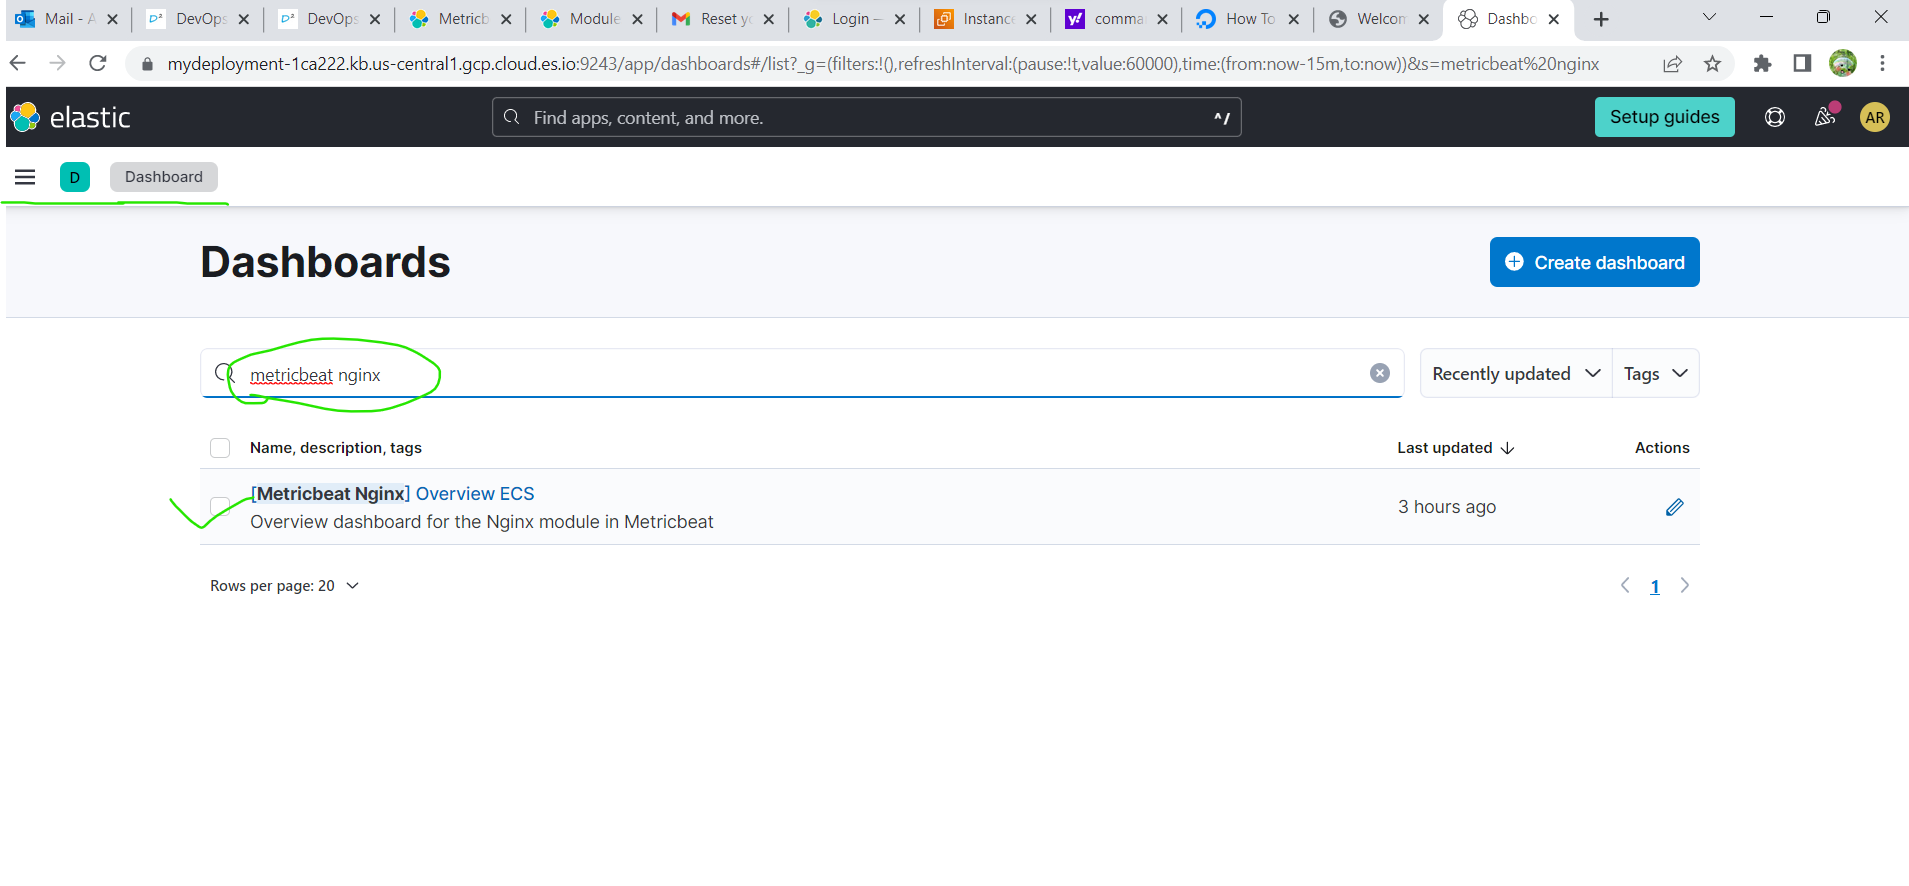 Mail - A
DevOps
DevOps
Metricb
Module
Reset yo
Login –
Instance
comma
How To
Welcom
Dashbo
mydeployment-1ca222.kb.us-central1.gcp.cloud.es.io:9243/app/dashboards#/list?_g=(filters:!(),refreshInterval:(pause:!t,value:60000),time:(from:now-15m,to:now))&s=metricbeat%20nginx
elastic
Find apps, content, and more.
^/
Setup guides
AR
D
Dashboard
Dashboards
Create dashboard
metricbeat nginx
Recently updated
Tags
Name, description, tags
Last updated
Actions
[Metricbeat Nginx] Overview ECS
Overview dashboard for the Nginx module in Metricbeat
3 hours ago
Rows per page: 20
1